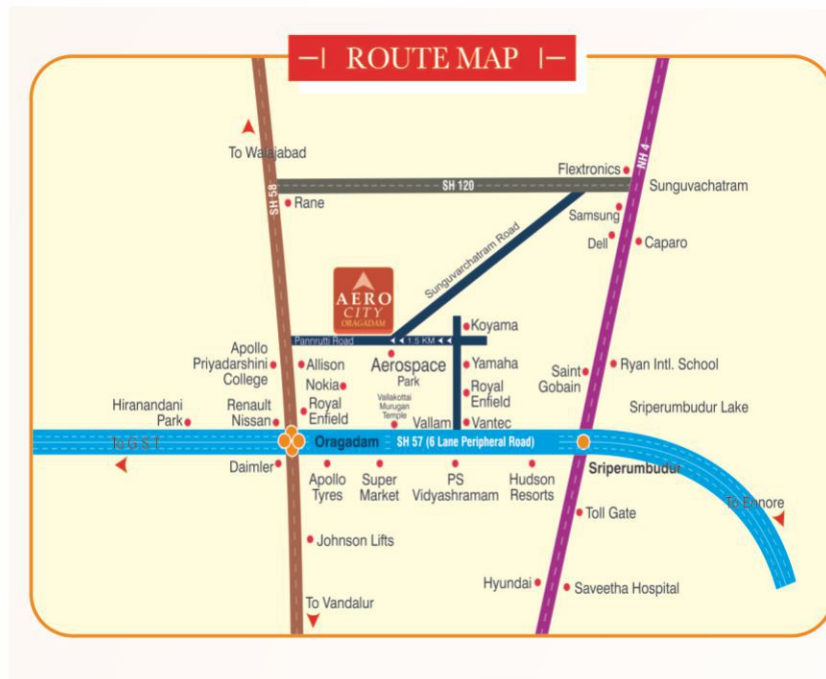 ROUTE MAP
To Walajabad
SH 58
NH 4
Flextronics
SH 120
Sunguvachatram
Rane
Samsung
Dell
Caparo
Sunguvarchatram Road
AERO
CITY
ORAGADAM
Koyama
Pannrutti Road
1.5 KM
Apollo
Priyadarshini
College
Allison
Nokia
Aerospace
Park
Yamaha
Saint
Gobain
Ryan Intl. School
Hiranandani
Park
Renault
Nissan
Royal
Enfield
Vallakottai
Murugan
Temple
Vallam
Royal
Enfield
Vantec
Sriperumbudur Lake
To G S T
Oragadam
SH 57 (6 Lane Peripheral Road)
Daimler
Apollo
Tyres
Super
Market
PS
Vidyashramam
Hudson
Resorts
Sriperumbudur
To Ennore
Toll Gate
Johnson Lifts
Hyundai
Saveetha Hospital
To Vandalur